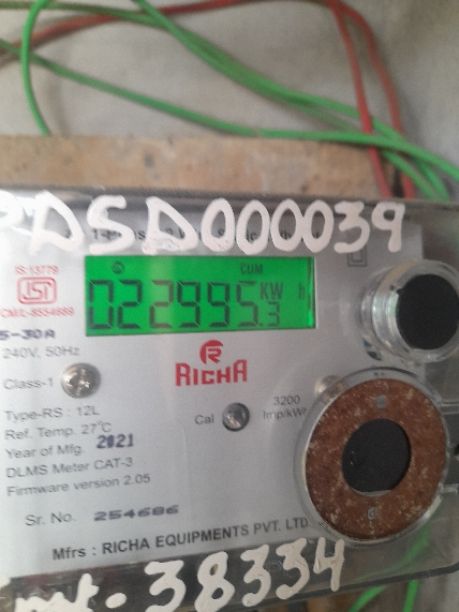 DSD000039
IS:13779
ISI
CM/L-8554689
CUM
022995.3 KW h
5-30A
240V, 50Hz
R
RICHA
Class-1
3200
Imp/kWh
Cal
Type-RS : 12L
Ref. Temp. 27°C
Year of Mfg. 2021
DLMS Meter CAT-3
Firmware version 2.05
Sr. No. 254686
Mfrs : RICHA EQUIPMENTS PVT. LTD.
38334